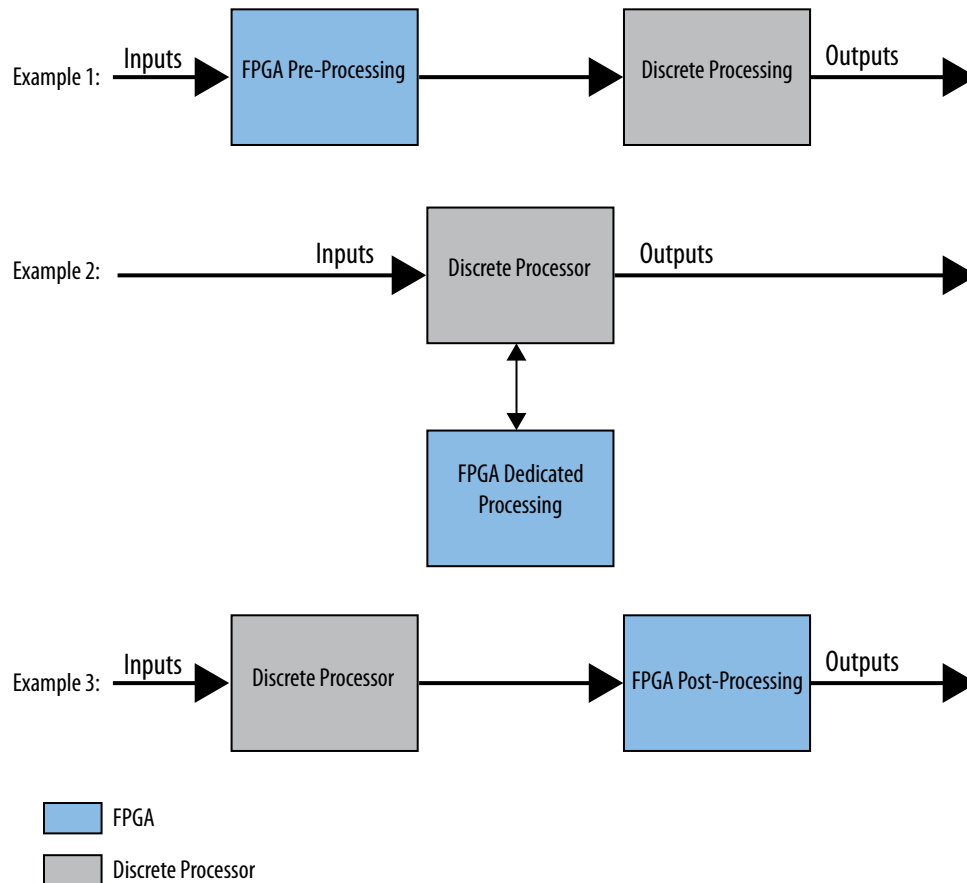 Example 1:
Inputs
FPGA Pre-Processing
Discrete Processing
Outputs
Example 2:
Inputs
Discrete Processor
Outputs
FPGA Dedicated
Processing
Example 3:
Inputs
Discrete Processor
FPGA Post-Processing
Outputs
FPGA
Discrete Processor